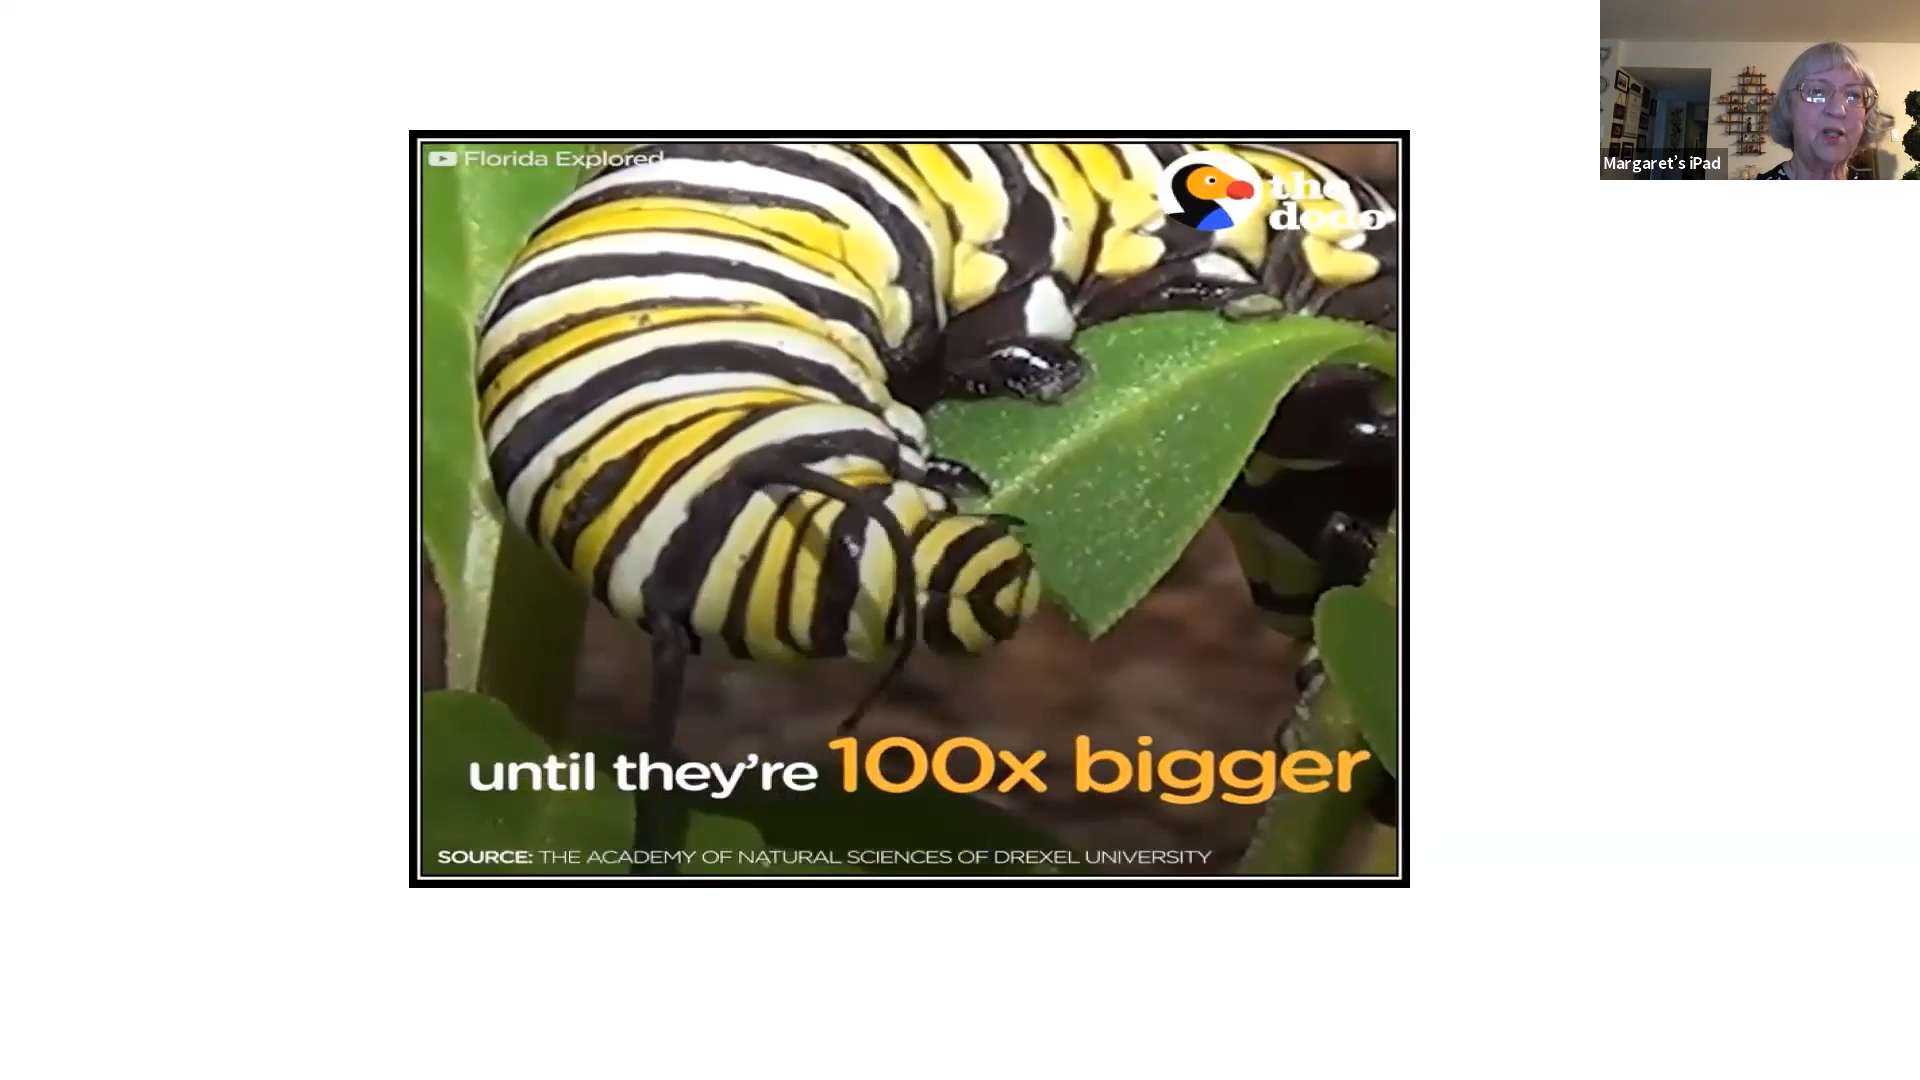 Florida Explored
the
dodo
until they're 100x bigger
SOURCE: THE ACADEMY OF NATURAL SCIENCES OF DREXEL UNIVERSITY
Margaret's iPad